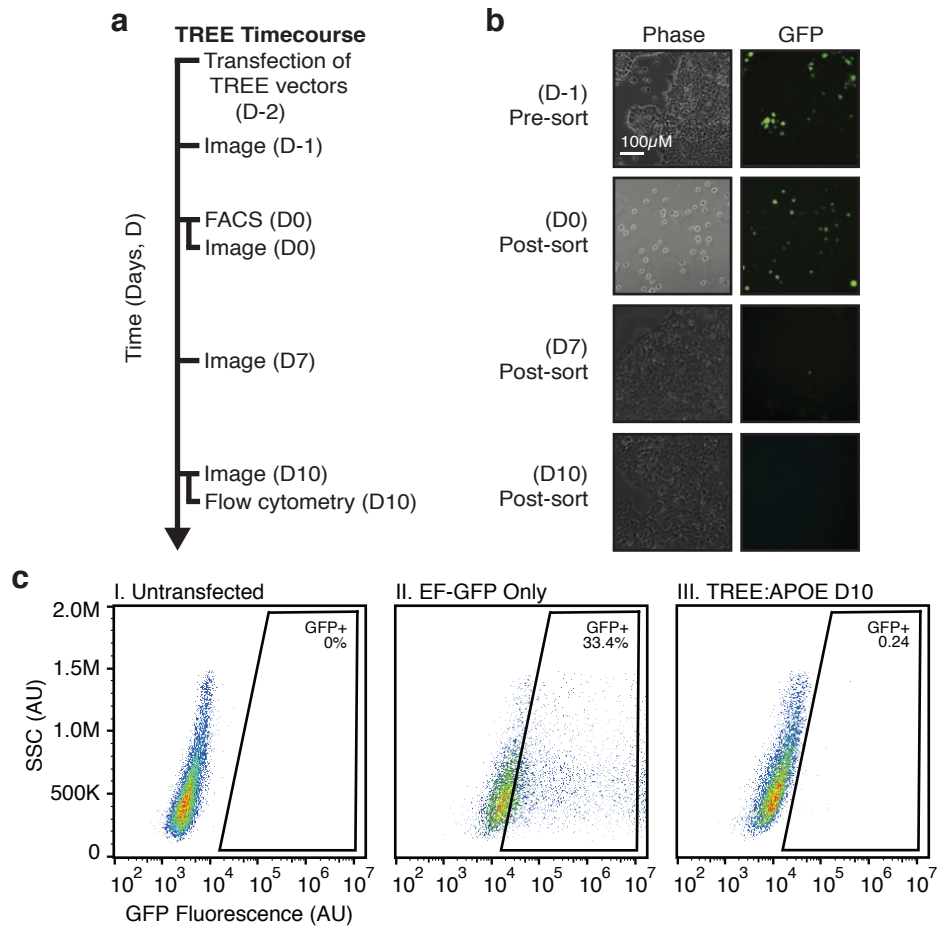 a
TREE Timecourse
Transfection of
TREE vectors
(D-2)
Image (D-1)
FACS (D0)
Image (D0)
Image (D7)
Image (D10)
Flow cytometry (D10)
Time (Days, D)
b
Phase
GFP
(D-1)
Pre-sort
100µM
(D0)
Post-sort
(D7)
Post-sort
(D10)
Post-sort
c
I. Untransfected
GFP+
0%
II. EF-GFP Only
GFP+
33.4%
III. TREE:APOE D10
GFP+
0.24
SSC (AU)
2.0M
1.5M
1.0M
500K
0
10² 10³ 10⁴ 10⁵ 10⁶ 10⁷
10² 10³ 10⁴ 10⁵ 10⁶ 10⁷
10² 10³ 10⁴ 10⁵ 10⁶ 10⁷
GFP Fluorescence (AU)